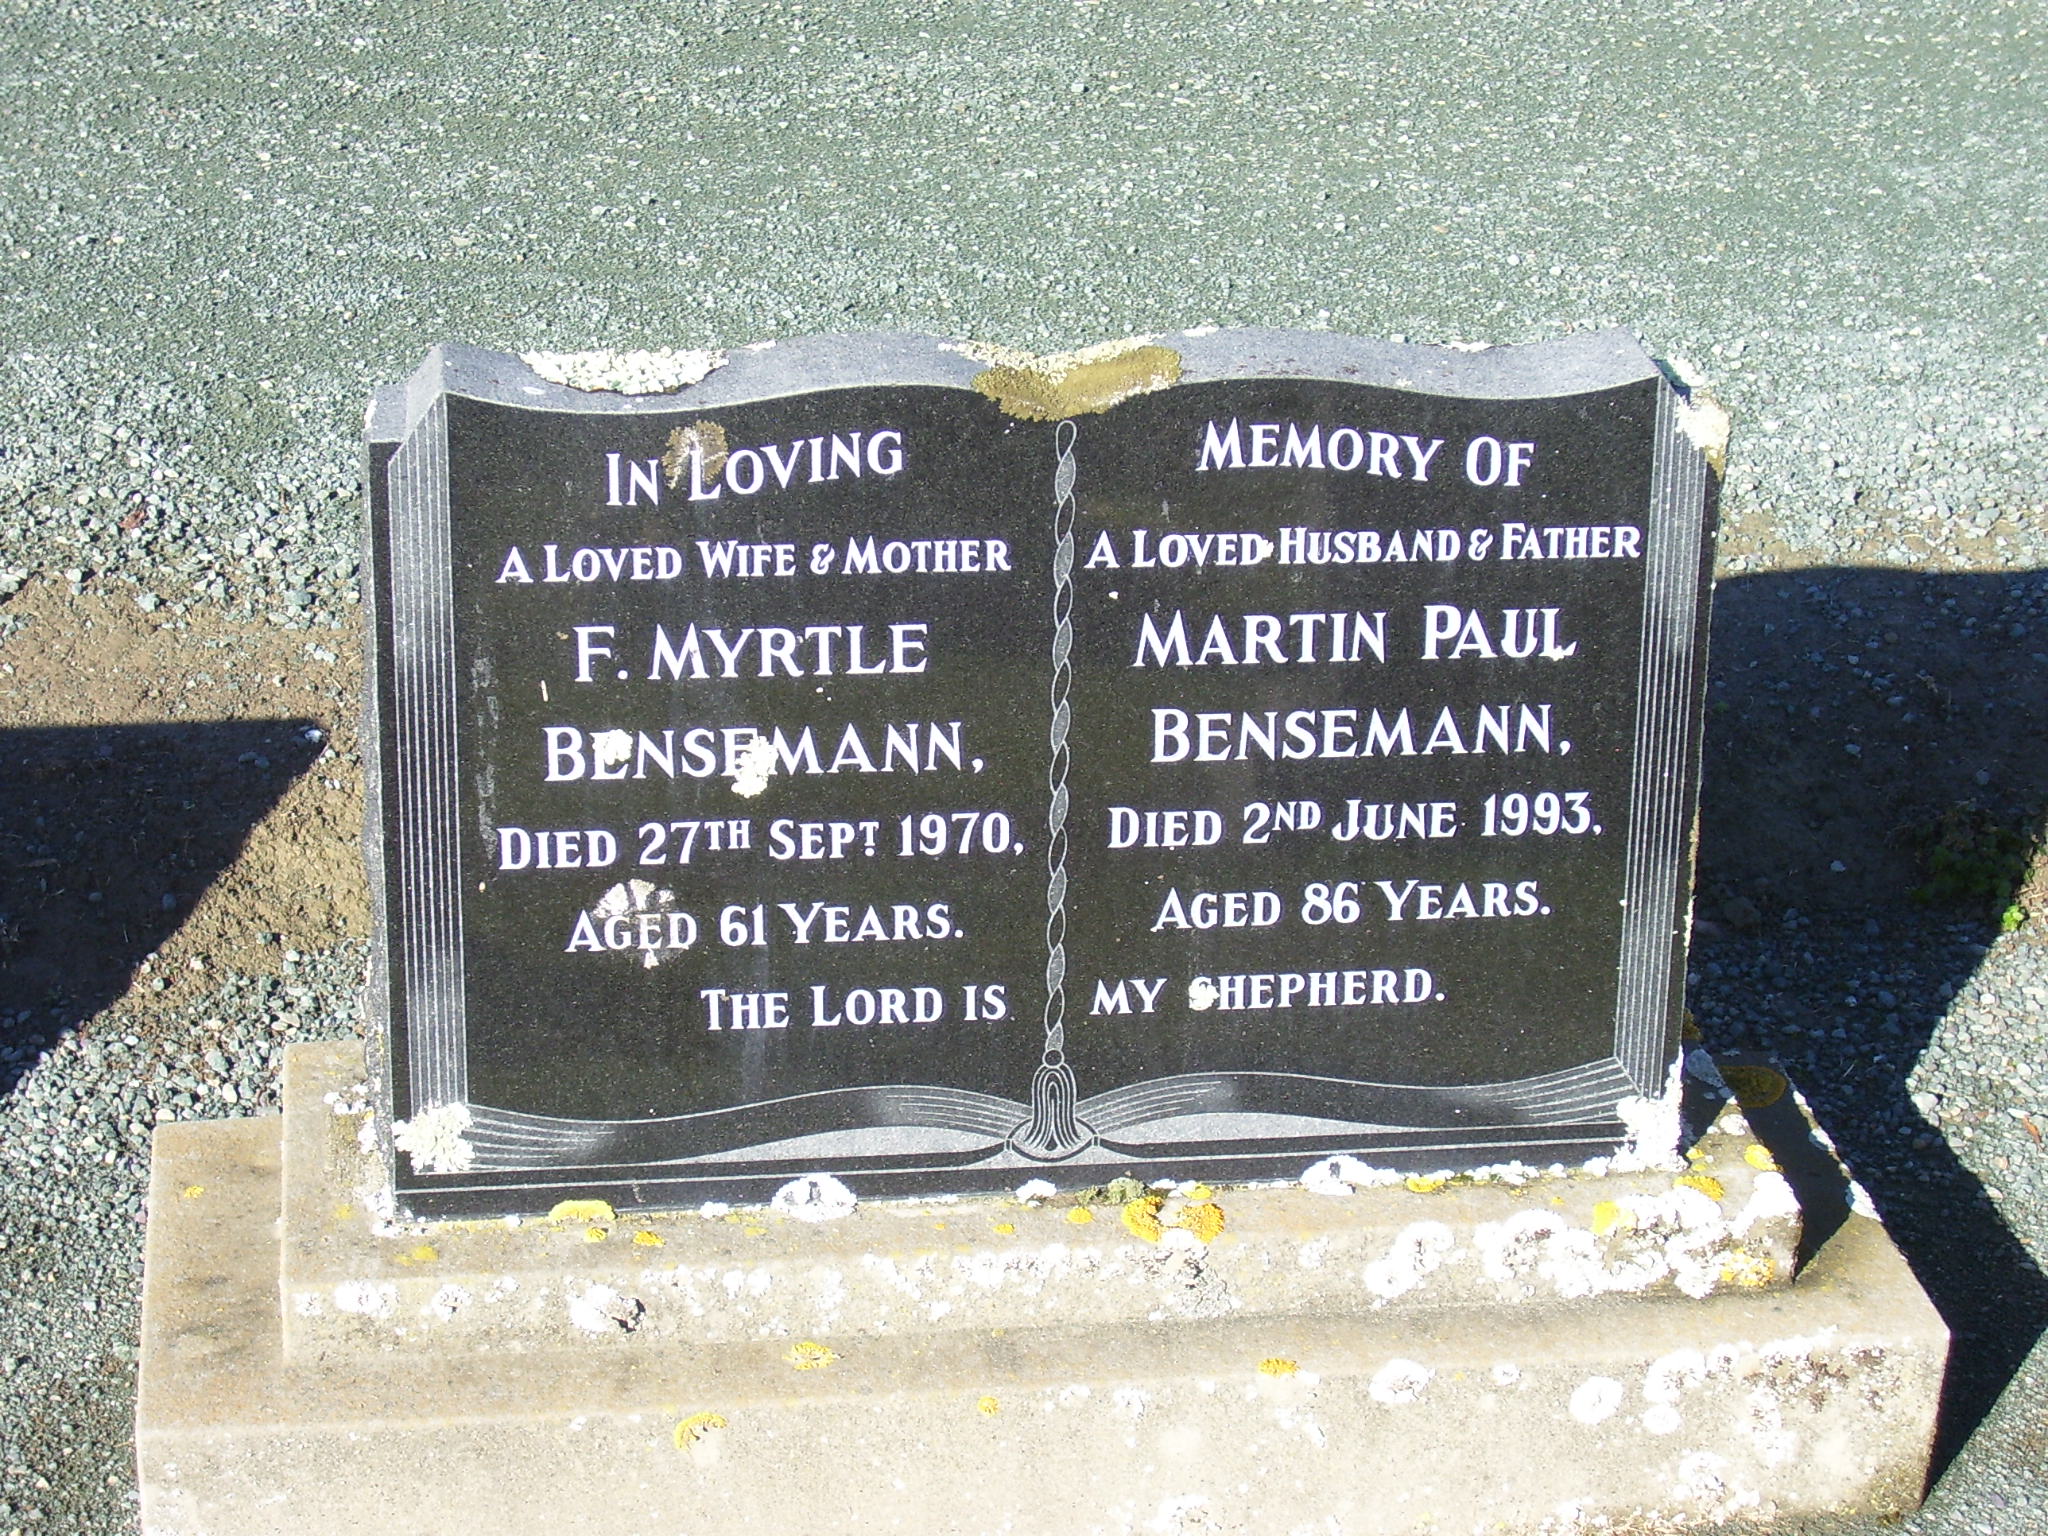 IN LOVING
A LOVED WIFE & MOTHER
F. MYRTLE
BENSEMANN,
DIED 27TH SEPT. 1970,
AGED 61 YEARS.
THE LORD IS
MEMORY OF
A LOVED HUSBAND & FATHER
MARTIN PAUL
BENSEMANN,
DIED 2ND JUNE 1993,
AGED 86 YEARS.
MY SHEPHERD.